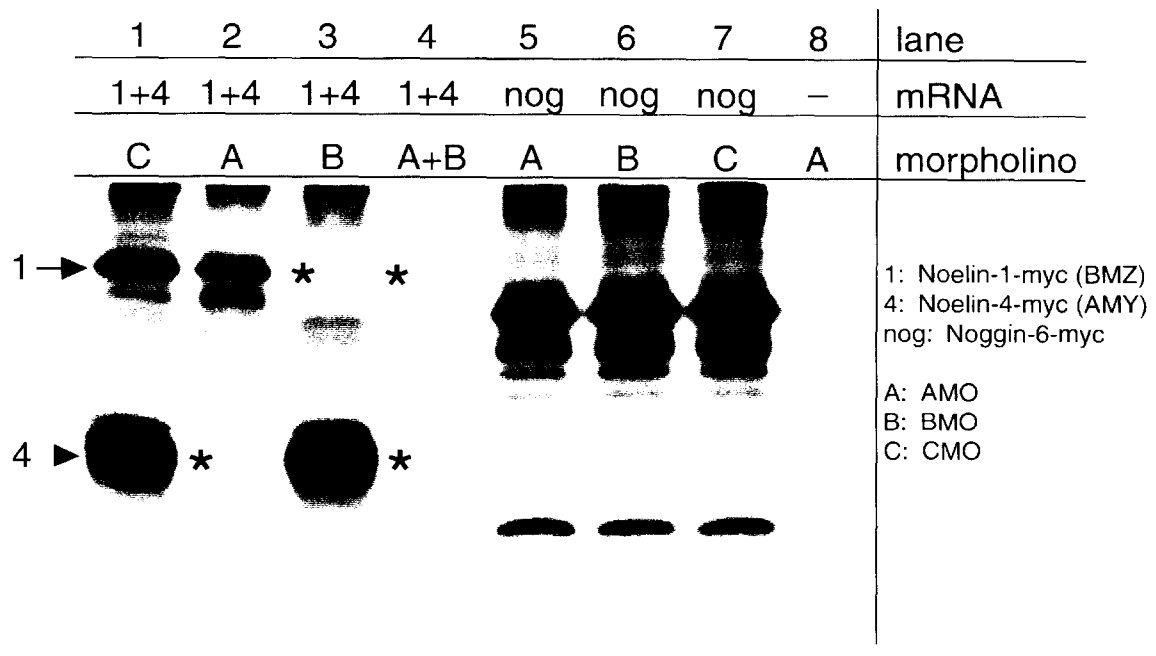 1 2 3 4 5 6 7 8 lane
1+4 1+4 1+4 1+4 nog nog nog – mRNA
C A B A+B A B C A morpholino
1 * *
1: Noelin-1-myc (BMZ)
4: Noelin-4-myc (AMY)
nog: Noggin-6-myc
A: AMO
B: BMO
4 * *
C: CMO